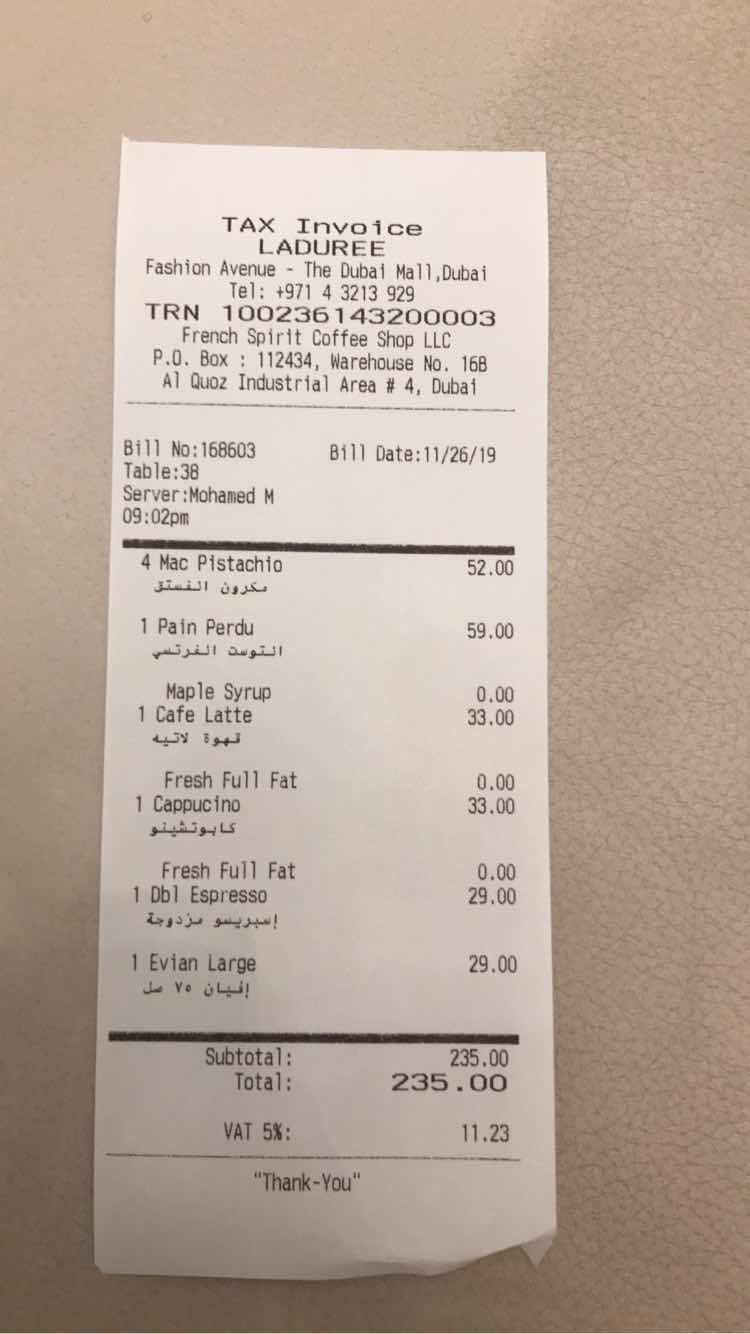 TAX Invoice
LADUREE
Fashion Avenue - The Dubai Mall,Dubai
Tel: +971 4 3213 929
TRN 100236143200003
French Spirit Coffee Shop LLC
P.O. Box : 112434, Warehouse No. 16B
Al Quoz Industrial Area # 4, Dubai
Bill No:168603 Bill Date:11/26/19
Table:38
Server:Mohamed M
09:02pm
4 Mac Pistachio 52.00
مكرون الفستق
1 Pain Perdu 59.00
التوست الفرتسي
Maple Syrup 0.00
1 Cafe Latte 33.00
قهوة لاتيه
Fresh Full Fat 0.00
1 Cappucino 33.00
كابوتشينو
Fresh Full Fat 0.00
1 Dbl Espresso 29.00
إسبريسو مزدوجة
1 Evian Large 29.00
إفيان ٧٥ صل
Subtotal: 235.00
Total: 235.00
VAT 5%: 11.23
"Thank-You"